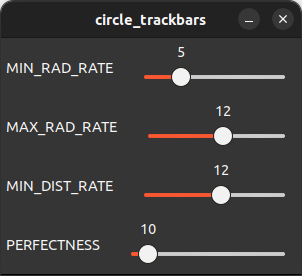 circle_trackbars
5
MIN_RAD_RATE
12
MAX_RAD_RATE
12
MIN_DIST_RATE
10
PERFECTNESS